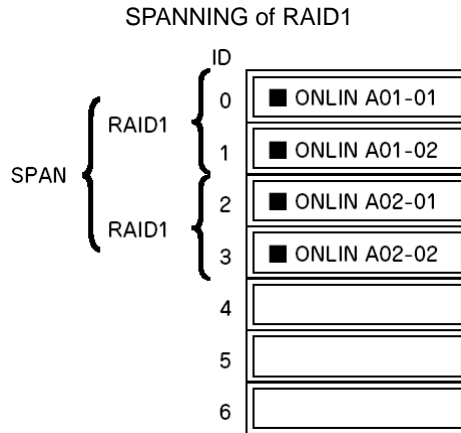 SPANNING of RAID1
ID
0 ■ ONLIN A01-01
RAID1
1 ■ ONLIN A01-02
SPAN
2 ■ ONLIN A02-01
RAID1
3 ■ ONLIN A02-02
4
5
6